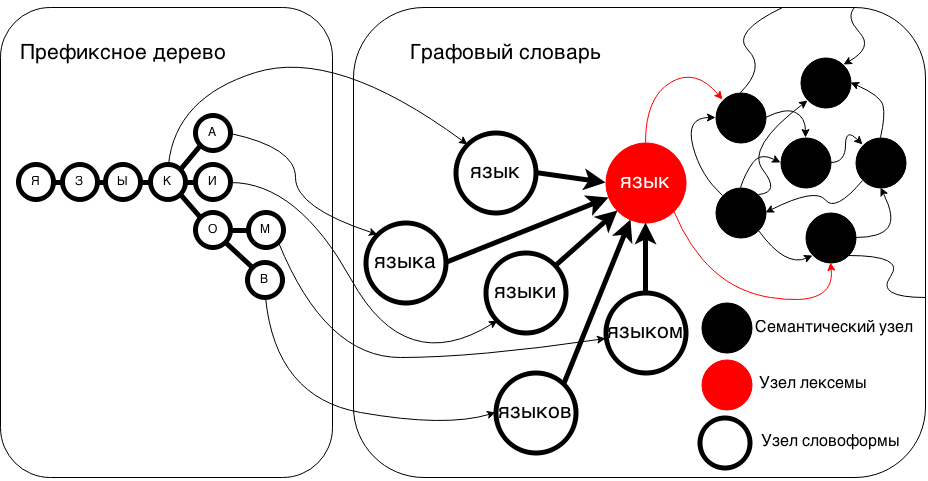 Префиксное дерево
Графовый словарь
А
Я З Ы К И
О М
В
язык
язык
языка
языки
языком
языков
Семантический узел
Узел лексемы
Узел словоформы